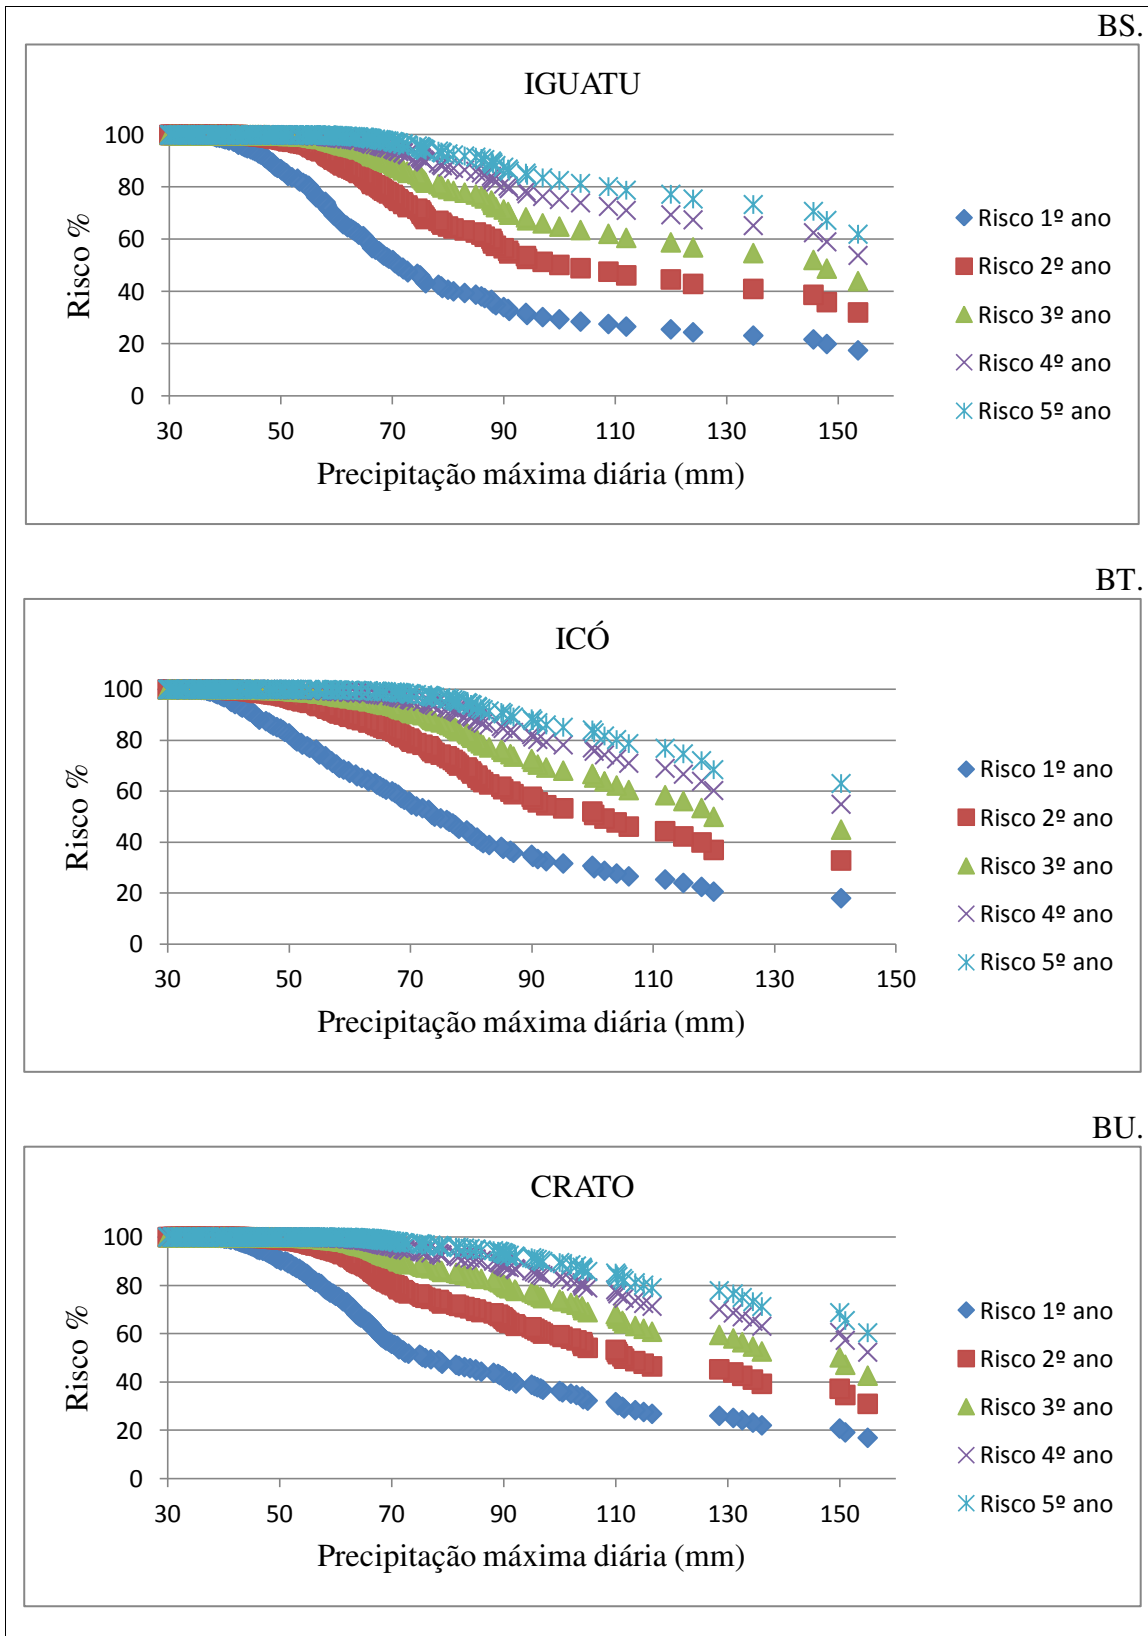 BS.
IGUATU
100
80
60
40
20
0
30 50 70 90 110 130 150
Risco %
Precipitação máxima diária (mm)
Risco 1º ano
Risco 2º ano
Risco 3º ano
Risco 4º ano
Risco 5º ano
BT.
ICÓ
100
80
60
40
20
0
30 50 70 90 110 130 150
Risco %
Precipitação máxima diária (mm)
Risco 1º ano
Risco 2º ano
Risco 3º ano
Risco 4º ano
Risco 5º ano
BU.
CRATO
100
80
60
40
20
0
30 50 70 90 110 130 150
Risco %
Precipitação máxima diária (mm)
Risco 1º ano
Risco 2º ano
Risco 3º ano
Risco 4º ano
Risco 5º ano